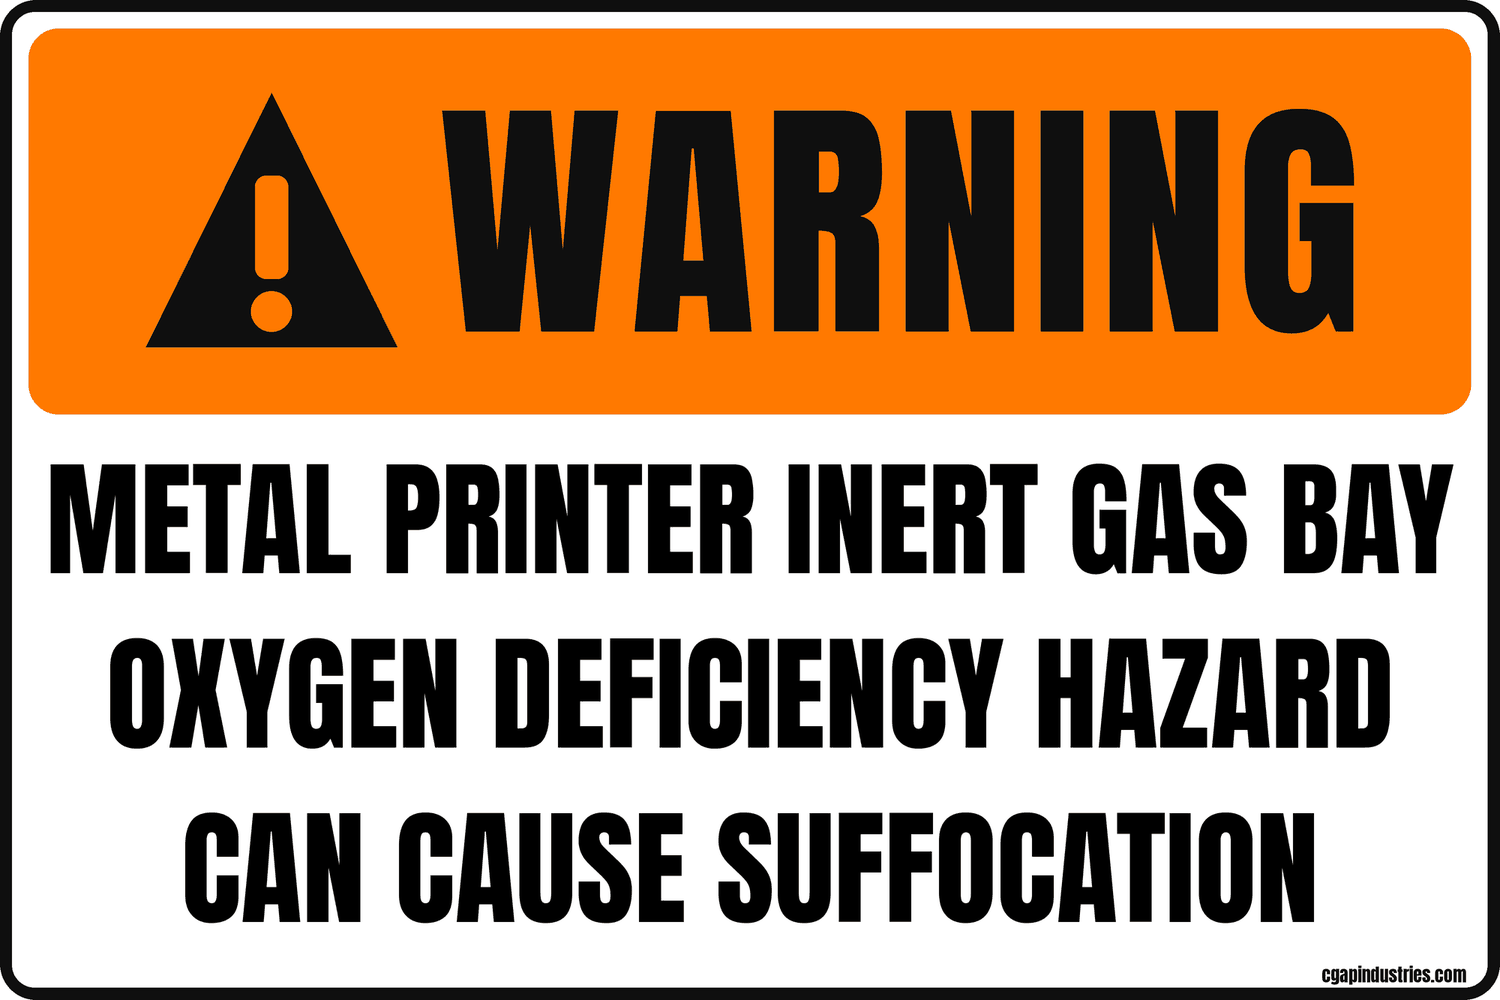 WARNING
METAL PRINTER INERT GAS BAY
OXYGEN DEFICIENCY HAZARD
CAN CAUSE SUFFOCATION
cgapindustries.com